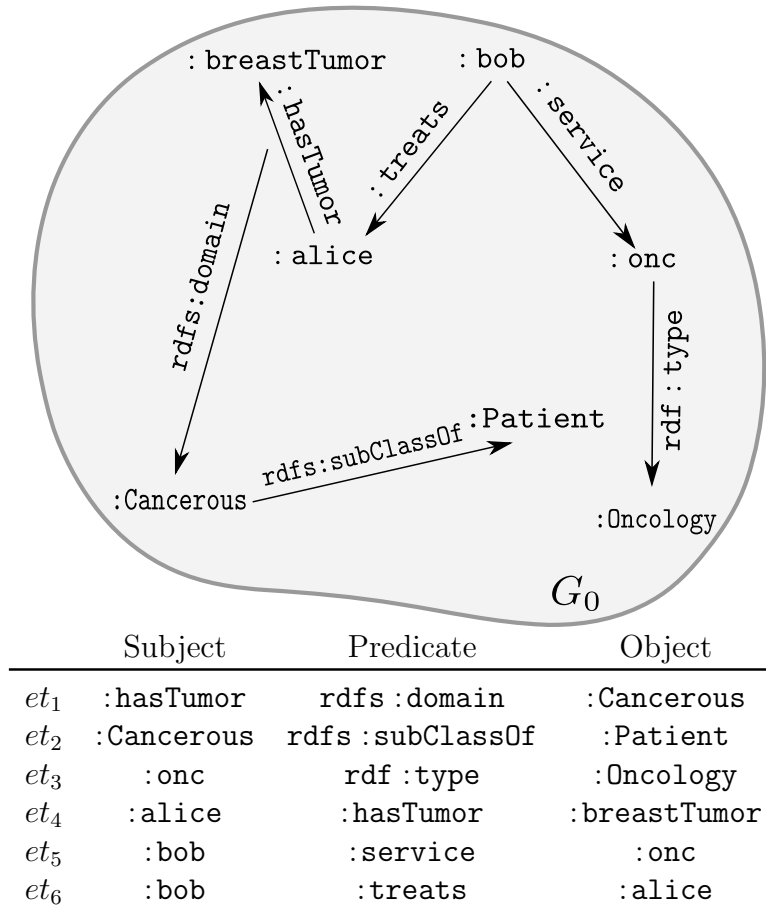 :breastTumor :bob
:hasTumor
:treats
:service
:alice
:onc
rdfs:domain
rdf :type
:Patient
rdfs:subClassOf
:Cancerous
:Oncology
G0
Subject Predicate Object
et1 :hasTumor rdfs:domain :Cancerous
et2 :Cancerous rdfs:subClassOf :Patient
et3 :onc rdf:type :Oncology
et4 :alice :hasTumor :breastTumor
et5 :bob :service :onc
et6 :bob :treats :alice